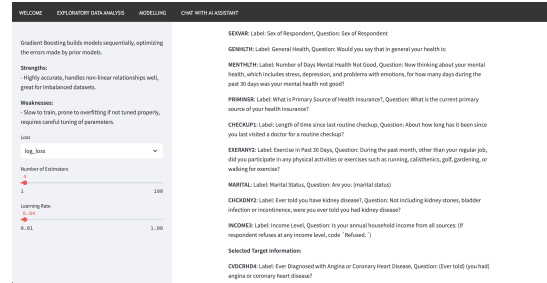 WELCOME EXPLORATORY DATA ANALYSIS MODELLING CHAT WITH AI ASSISTANT
Gradient Boosting builds models sequentially, optimizing
the errors made by prior models.
Strengths:
- Highly accurate, handles non-linear relationships well,
great for imbalanced datasets.
Weaknesses:
- Slow to train, prone to overfitting if not tuned properly,
requires careful tuning of parameters.
Loss
log_loss
Number of Estimators
4
1 100
Learning Rate
0.04
0.01 1.00
SEXVAR: Label: Sex of Respondent, Question: Sex of Respondent
GENHLTH: Label: General Health, Question: Would you say that in general your health is:
MENTHLTH: Label: Number of Days Mental Health Not Good, Question: Now thinking about your mental
health, which includes stress, depression, and problems with emotions, for how many days during the
past 30 days was your mental health not good?
PRIMINSR: Label: What is Primary Source of Health Insurance?, Question: What is the current primary
source of your health insurance?
CHECKUP1: Label: Length of time since last routine checkup, Question: About how long has it been since
you last visited a doctor for a routine checkup?
EXERANY2: Label: Exercise in Past 30 Days, Question: During the past month, other than your regular job,
did you participate in any physical activities or exercises such as running, calisthenics, golf, gardening, or
walking for exercise?
MARITAL: Label: Marital Status, Question: Are you: (marital status)
CHCKDNY2: Label: Ever told you have kidney disease?, Question: Not including kidney stones, bladder
infection or incontinence, were you ever told you had kidney disease?
INCOME3: Label: Income Level, Question: Is your annual household income from all sources: (If
respondent refuses at any income level, code ´Refused.´)
Selected Target Information:
CVDCRHD4: Label: Ever Diagnosed with Angina or Coronary Heart Disease, Question: (Ever told) (you had)
angina or coronary heart disease?